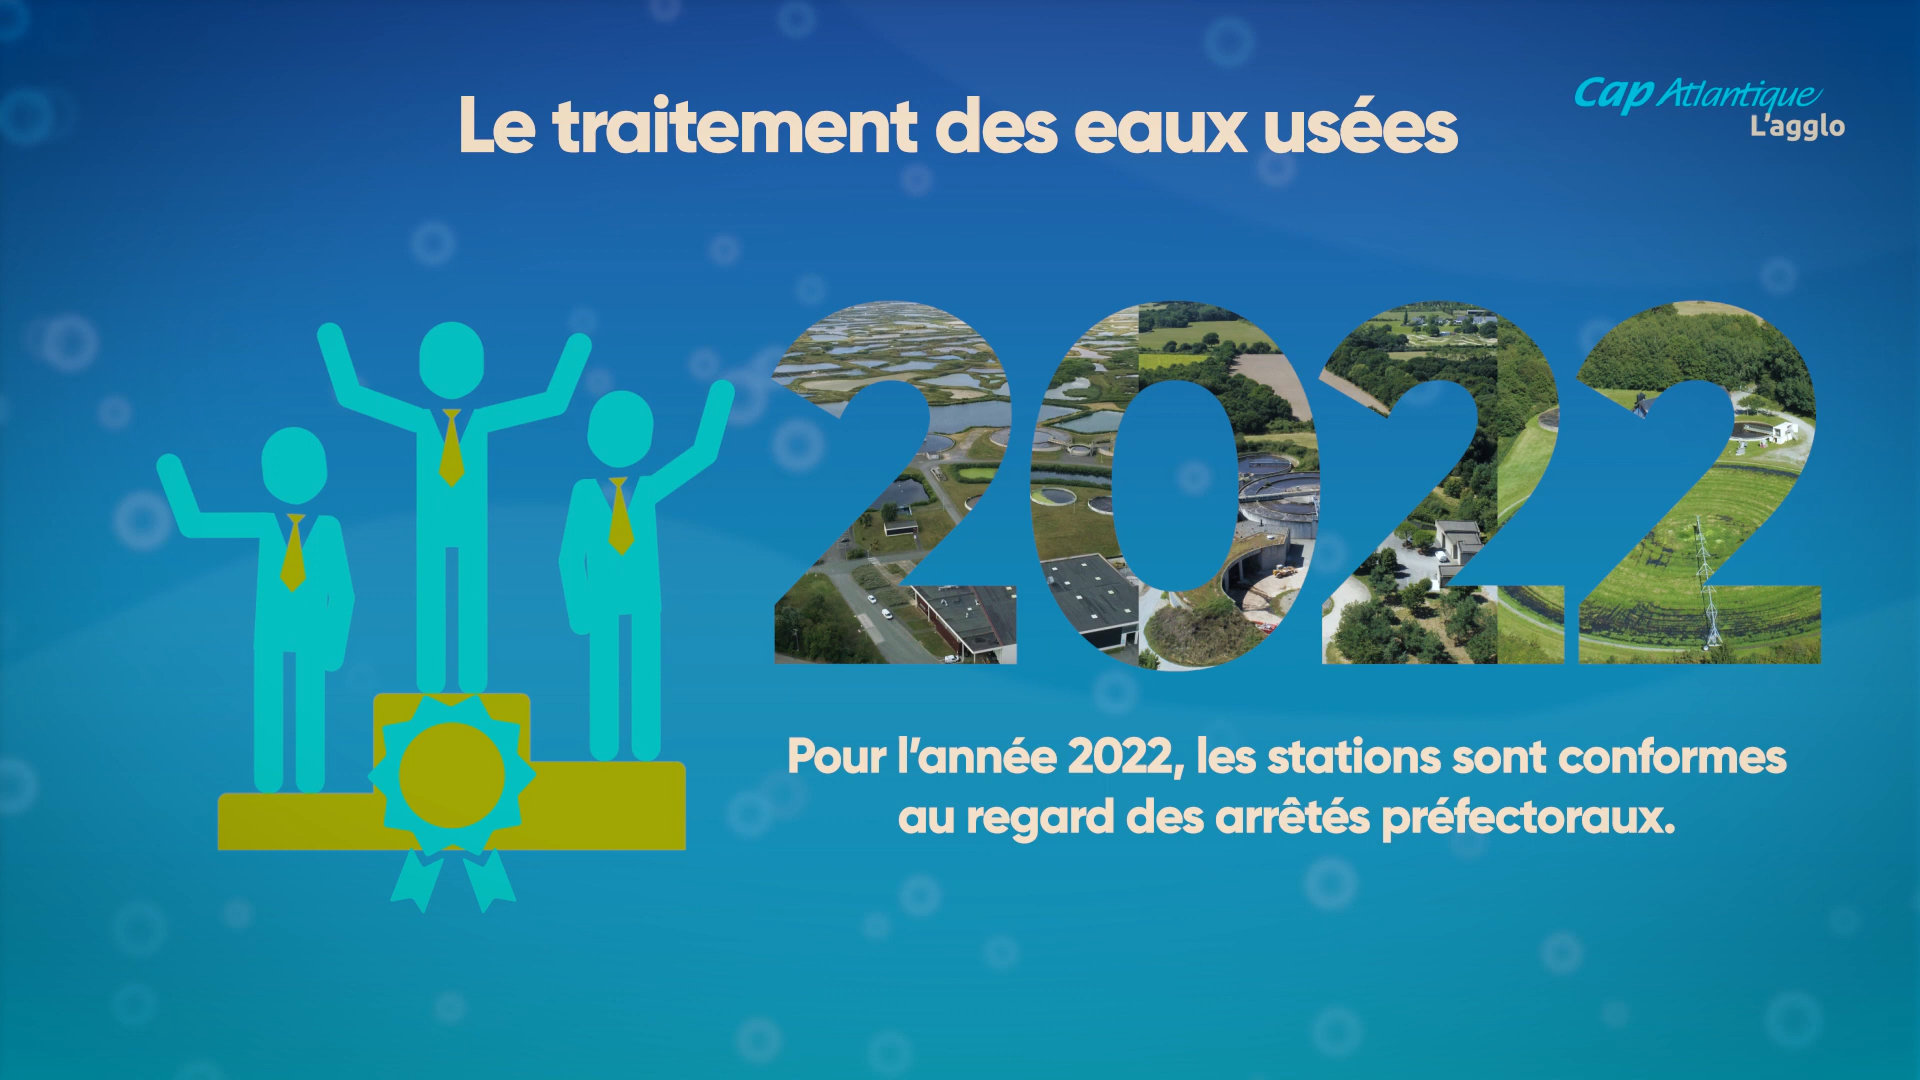 Le traitement des eaux usées
Cap Atlantique
L'agglo
2022
Pour l'année 2022, les stations sont conformes
au regard des arrêtés préfectoraux.